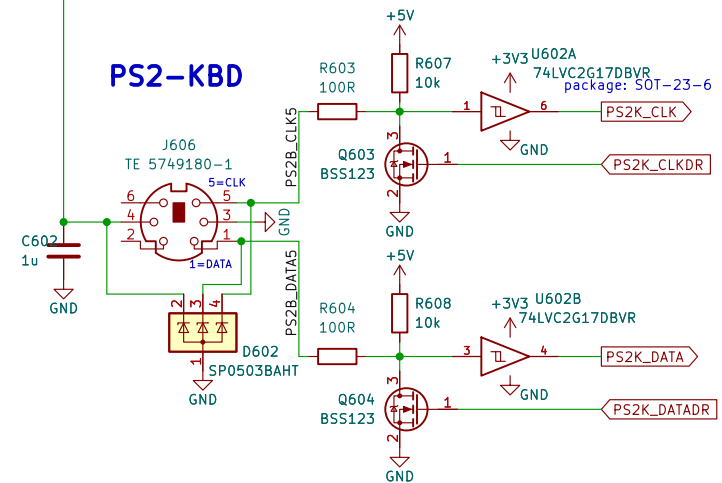 PS2-KBD
J606
TE 5749180-1
5=CLK
6
4
2
5
3
1
GND
1=DATA
C602
1u
GND
2
3
4
1
D602
SP0503BAHT
GND
PS2B_CLK5
R603
100R
+5V
R607
10k
+3V3
U602A
74LVC2G17DBVR
package: SOT-23-6
1
6
PS2K_CLK
GND
Q603
BSS123
3
1
2
PS2K_CLKDR
GND
PS2B_DATA5
R604
100R
+5V
R608
10k
+3V3
U602B
74LVC2G17DBVR
3
4
PS2K_DATA
GND
Q604
BSS123
3
1
2
PS2K_DATADR
GND